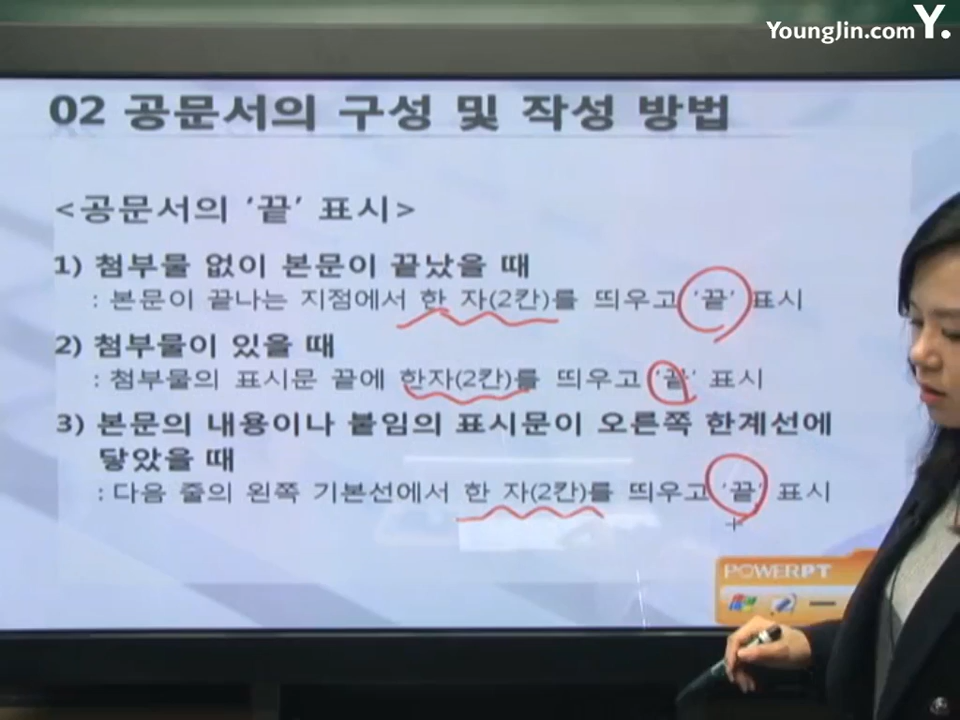 YoungJin.com Y.
02 공문서의 구성 및 작성 방법
<공문서의 '끝' 표시>
1) 첨부물 없이 본문이 끝났을 때
: 본문이 끝나는 지점에서 한 자(2칸)를 띄우고 '끝' 표시
2) 첨부물이 있을 때
: 첨부물의 표시문 끝에 한자(2칸)를 띄우고 '끝' 표시
3) 본문의 내용이나 붙임의 표시문이 오른쪽 한계선에
닿았을 때
: 다음 줄의 왼쪽 기본선에서 한 자(2칸)를 띄우고 '끝' 표시
POWERPT